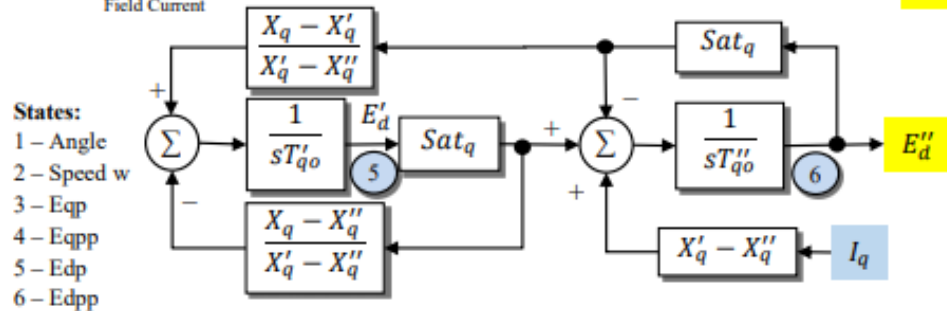 Field Current
X_q − X'_q / X'_q − X''_q
Sat_q
+
−
States:
1 – Angle
2 – Speed w
3 – Eqp
4 – Eqpp
5 – Edp
6 – Edpp
Σ
1 / sT'_qo
E'_d
5
Sat_q
+
Σ
1 / sT''_qo
6
E''_d
−
+
X_q − X''_q / X'_q − X''_q
X'_q − X''_q
I_q